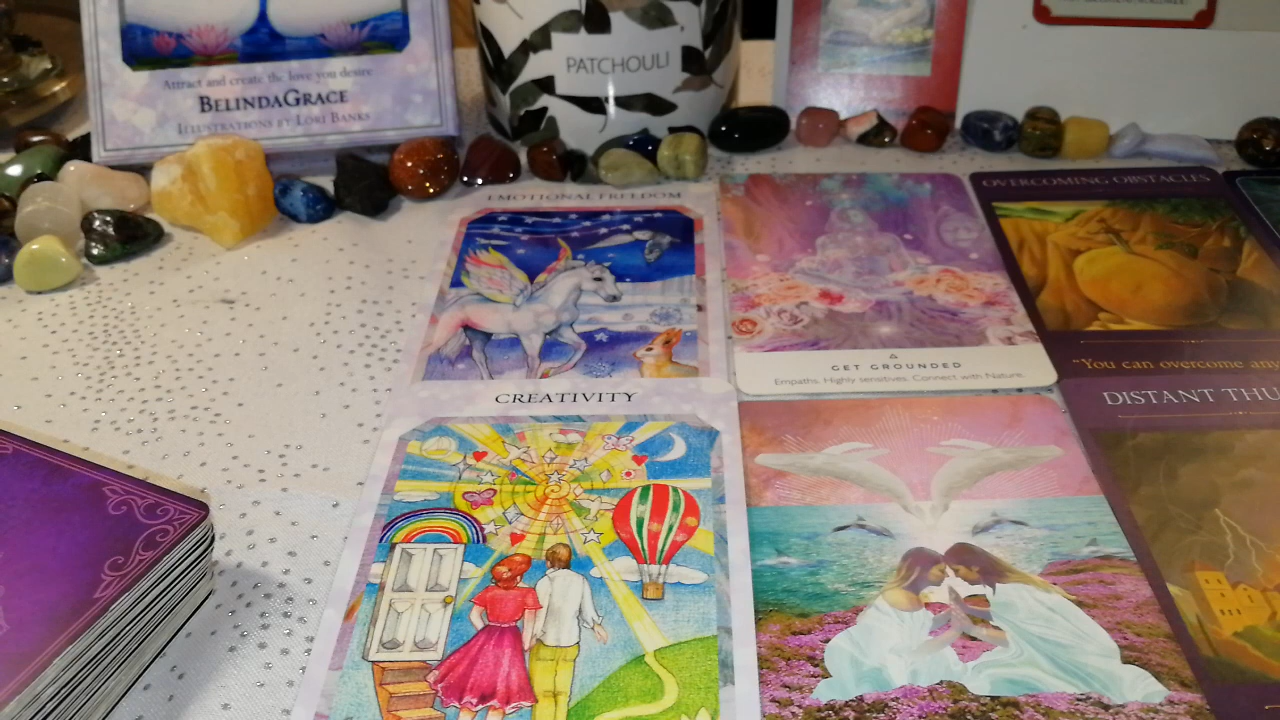 Attract and create the love you desire
BELINDAGRACE
ILLUSTRATIONS BY LORI BANKS
PATCHOULI
EMOTIONAL FREEDOM
GET GROUNDED
Empaths. Highly sensitives. Connect with Nature.
OVERCOMING OBSTACLES
"You can overcome any
CREATIVITY
DISTANT THU